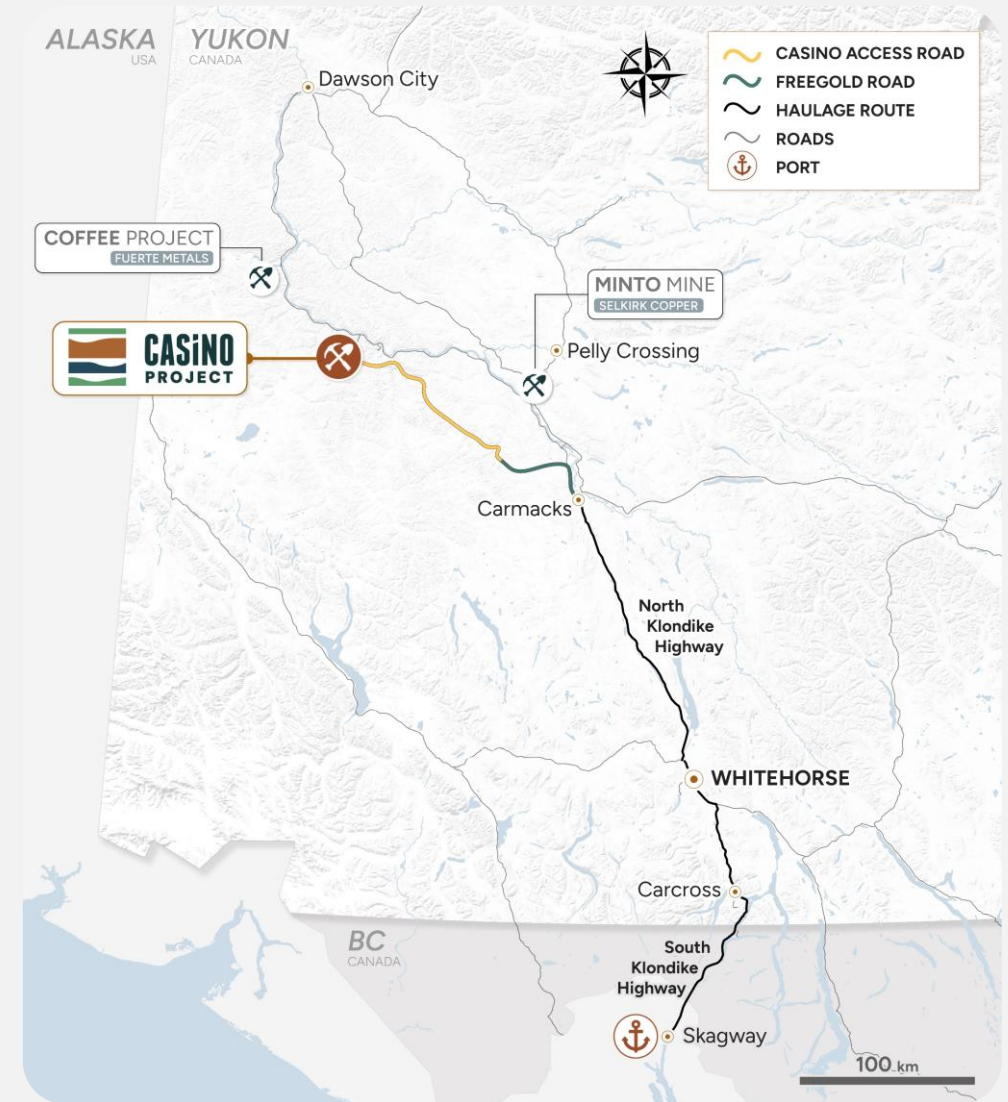 ALASKA
USA
YUKON
CANADA
Dawson City
CASINO ACCESS ROAD
FREEGOLD ROAD
HAULAGE ROUTE
ROADS
PORT
COFFEE PROJECT
FUERTE METALS
MINTO MINE
SELKIRK COPPER
CASiNO
PROJECT
Pelly Crossing
Carmacks
North
Klondike
Highway
WHITEHORSE
Carcross
BC
CANADA
South
Klondike
Highway
Skagway
100 km